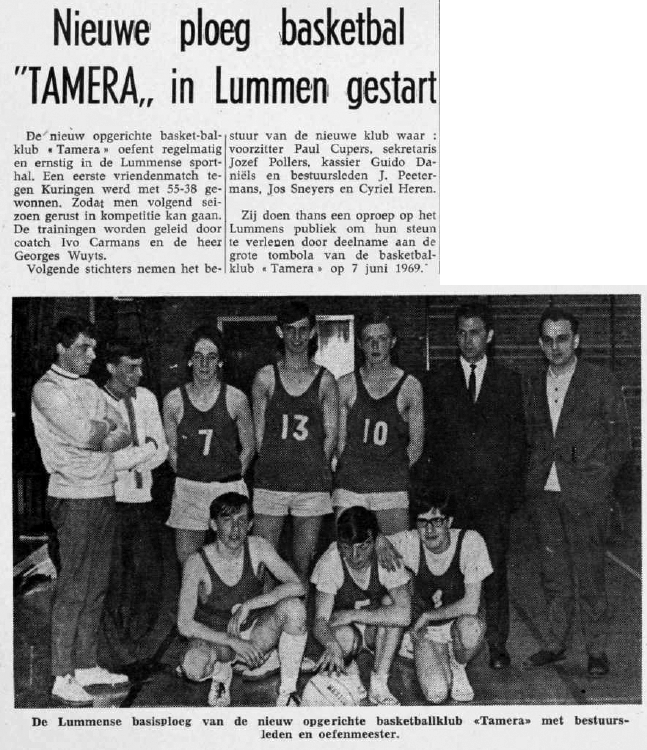 Nieuwe ploeg basketbal
"TAMERA„ in Lummen gestart
De nieuw opgerichte basket-bal-
klub « Tamera » oefent regelmatig
en ernstig in de Lummense sport-
hal. Een eerste vriendenmatch te-
gen Kuringen werd met 55-38 ge-
wonnen. Zodat men volgend sei-
zoen gerust in kompetitie kan gaan.
De trainingen worden geleid door
coatch Ivo Carmans en de heer
Georges Wuyts.
Volgende stichters nemen het be-
stuur van de nieuwe klub waar :
voorzitter Paul Cupers, sekretaris
Jozef Pollers, kassier Guido Da-
niëls en bestuursleden J. Peeter-
mans, Jos Sneyers en Cyriel Heren.
Zij doen thans een oproep op het
Lummens publiek om hun steun
te verlenen door deelname aan de
grote tombola van de basketbal-
klub « Tamera » op 7 juni 1969.
7
13
10
De Lummense basisploeg van de nieuw opgerichte basketballklub «Tamera» met bestuurs-
leden en oefenmeester.